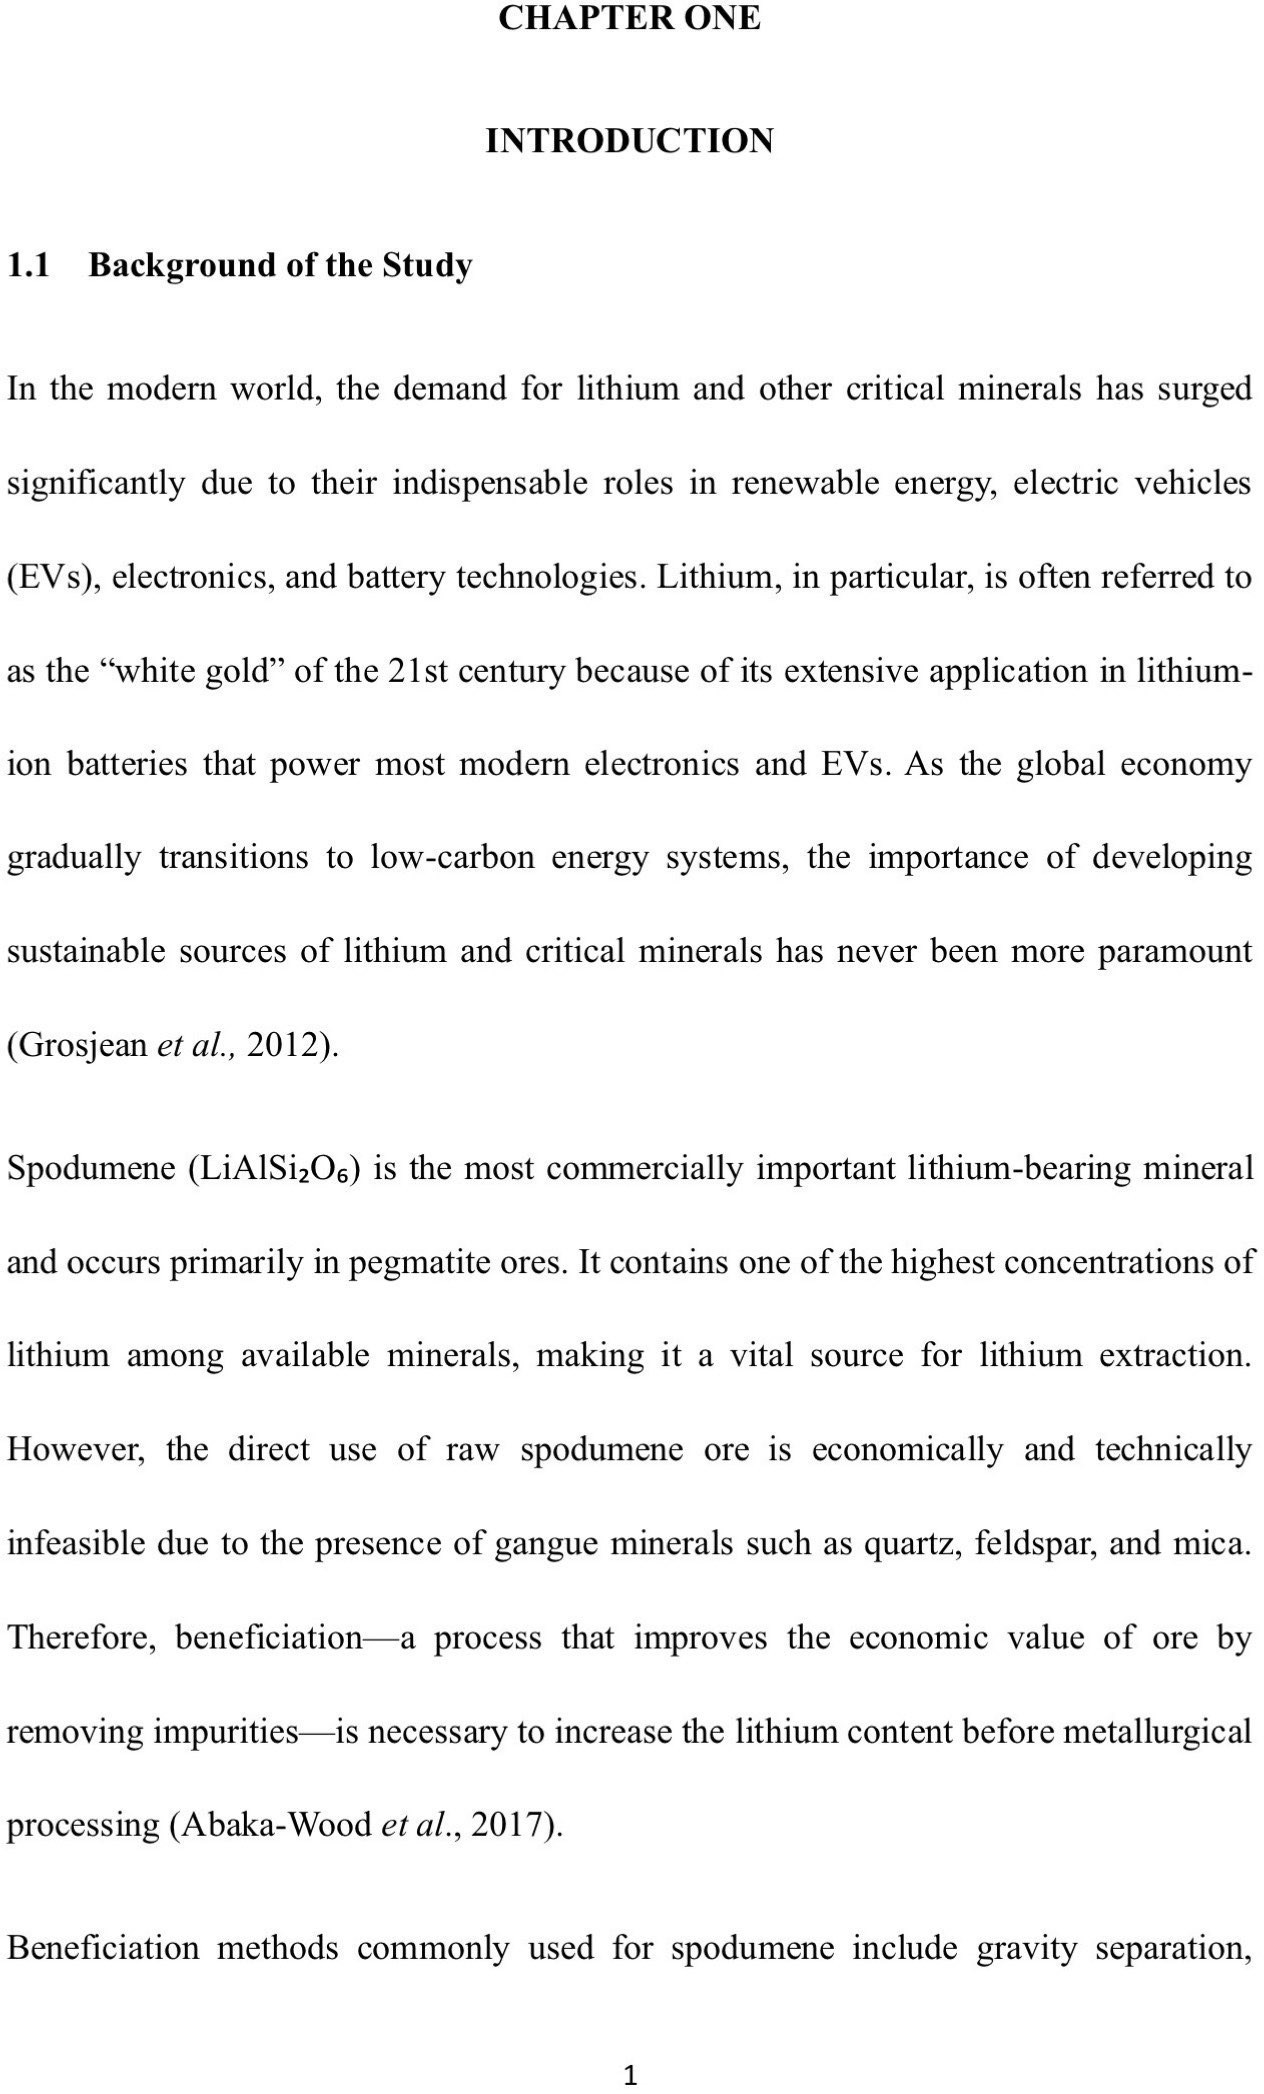 CHAPTER ONE
INTRODUCTION
1.1 Background of the Study
In the modern world, the demand for lithium and other critical minerals has surged
significantly due to their indispensable roles in renewable energy, electric vehicles
(EVs), electronics, and battery technologies. Lithium, in particular, is often referred to
as the “white gold” of the 21st century because of its extensive application in lithium-
ion batteries that power most modern electronics and EVs. As the global economy
gradually transitions to low-carbon energy systems, the importance of developing
sustainable sources of lithium and critical minerals has never been more paramount
(Grosjean et al., 2012).
Spodumene (LiAlSi₂O₆) is the most commercially important lithium-bearing mineral
and occurs primarily in pegmatite ores. It contains one of the highest concentrations of
lithium among available minerals, making it a vital source for lithium extraction.
However, the direct use of raw spodumene ore is economically and technically
infeasible due to the presence of gangue minerals such as quartz, feldspar, and mica.
Therefore, beneficiation—a process that improves the economic value of ore by
removing impurities—is necessary to increase the lithium content before metallurgical
processing (Abaka-Wood et al., 2017).
Beneficiation methods commonly used for spodumene include gravity separation,
1